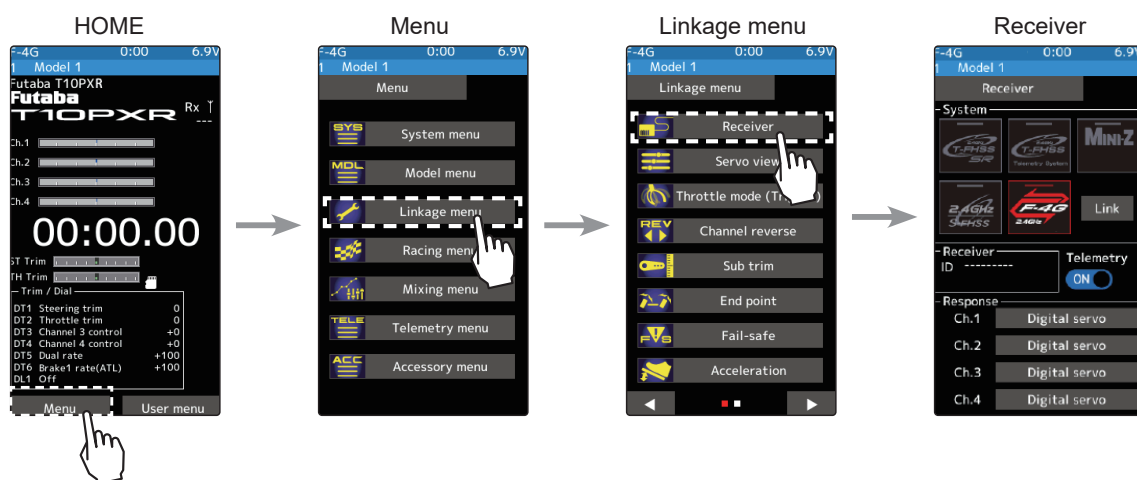 HOME
F-4G 0:00 6.9V
1 Model 1
Futaba T10PXR
Futaba
T10PXR
Rx
---
Ch.1
Ch.2
Ch.3
Ch.4
00:00.00
ST Trim
TH Trim
Trim / Dial
DT1 Steering trim 0
DT2 Throttle trim 0
DT3 Channel 3 control +0
DT4 Channel 4 control +0
DT5 Dual rate +100
DT6 Brake1 rate(ATL) +100
DL1 Off
Menu
User menu
Menu
F-4G 0:00 6.9V
1 Model 1
Menu
SYS System menu
MDL Model menu
Linkage menu
Racing menu
Mixing menu
TELE Telemetry menu
ACC Accessory menu
Linkage menu
F-4G 0:00 6.9V
1 Model 1
Linkage menu
Receiver
Servo view
Throttle mode
REV Channel reverse
Sub trim
End point
F/S Fail-safe
Acceleration
Receiver
F-4G 0:00 6.9V
1 Model 1
Receiver
System
T-FHSS SR
T-FHSS Telemetry System
MINI-Z
2.4GHz S-FHSS
F-4G 2.4GHz
Link
Receiver
ID ---------
Telemetry
ON
Response
Ch.1 Digital servo
Ch.2 Digital servo
Ch.3 Digital servo
Ch.4 Digital servo